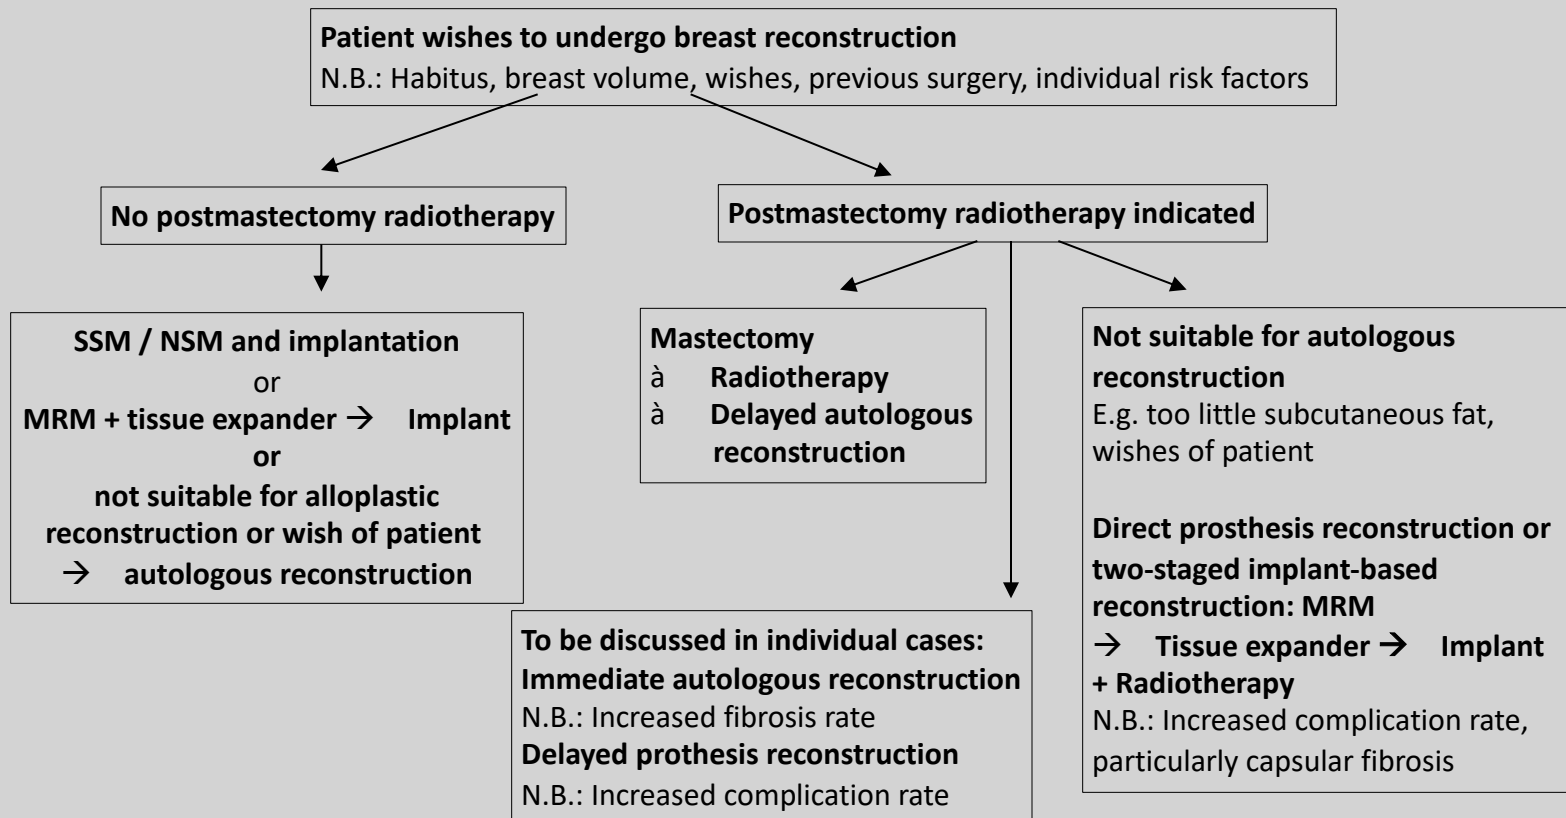 Patient wishes to undergo breast reconstruction
N.B.: Habitus, breast volume, wishes, previous surgery, individual risk factors
No postmastectomy radiotherapy
Postmastectomy radiotherapy indicated
SSM / NSM and implantation
or
MRM + tissue expander → Implant
or
not suitable for alloplastic
reconstruction or wish of patient
→ autologous reconstruction
Mastectomy
à Radiotherapy
à Delayed autologous
reconstruction
To be discussed in individual cases:
Immediate autologous reconstruction
N.B.: Increased fibrosis rate
Delayed prothesis reconstruction
N.B.: Increased complication rate
Not suitable for autologous
reconstruction
E.g. too little subcutaneous fat,
wishes of patient
Direct prosthesis reconstruction or
two-staged implant-based
reconstruction: MRM
→ Tissue expander → Implant
+ Radiotherapy
N.B.: Increased complication rate,
particularly capsular fibrosis